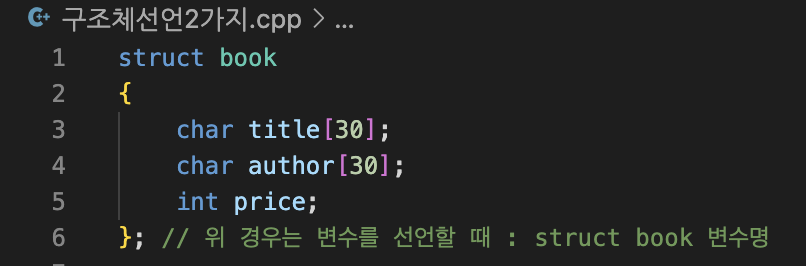 구조체선언2가지.cpp > ...
1 struct book
2 {
3 char title[30];
4 char author[30];
5 int price;
6 }; // 위 경우는 변수를 선언할 때 : struct book 변수명